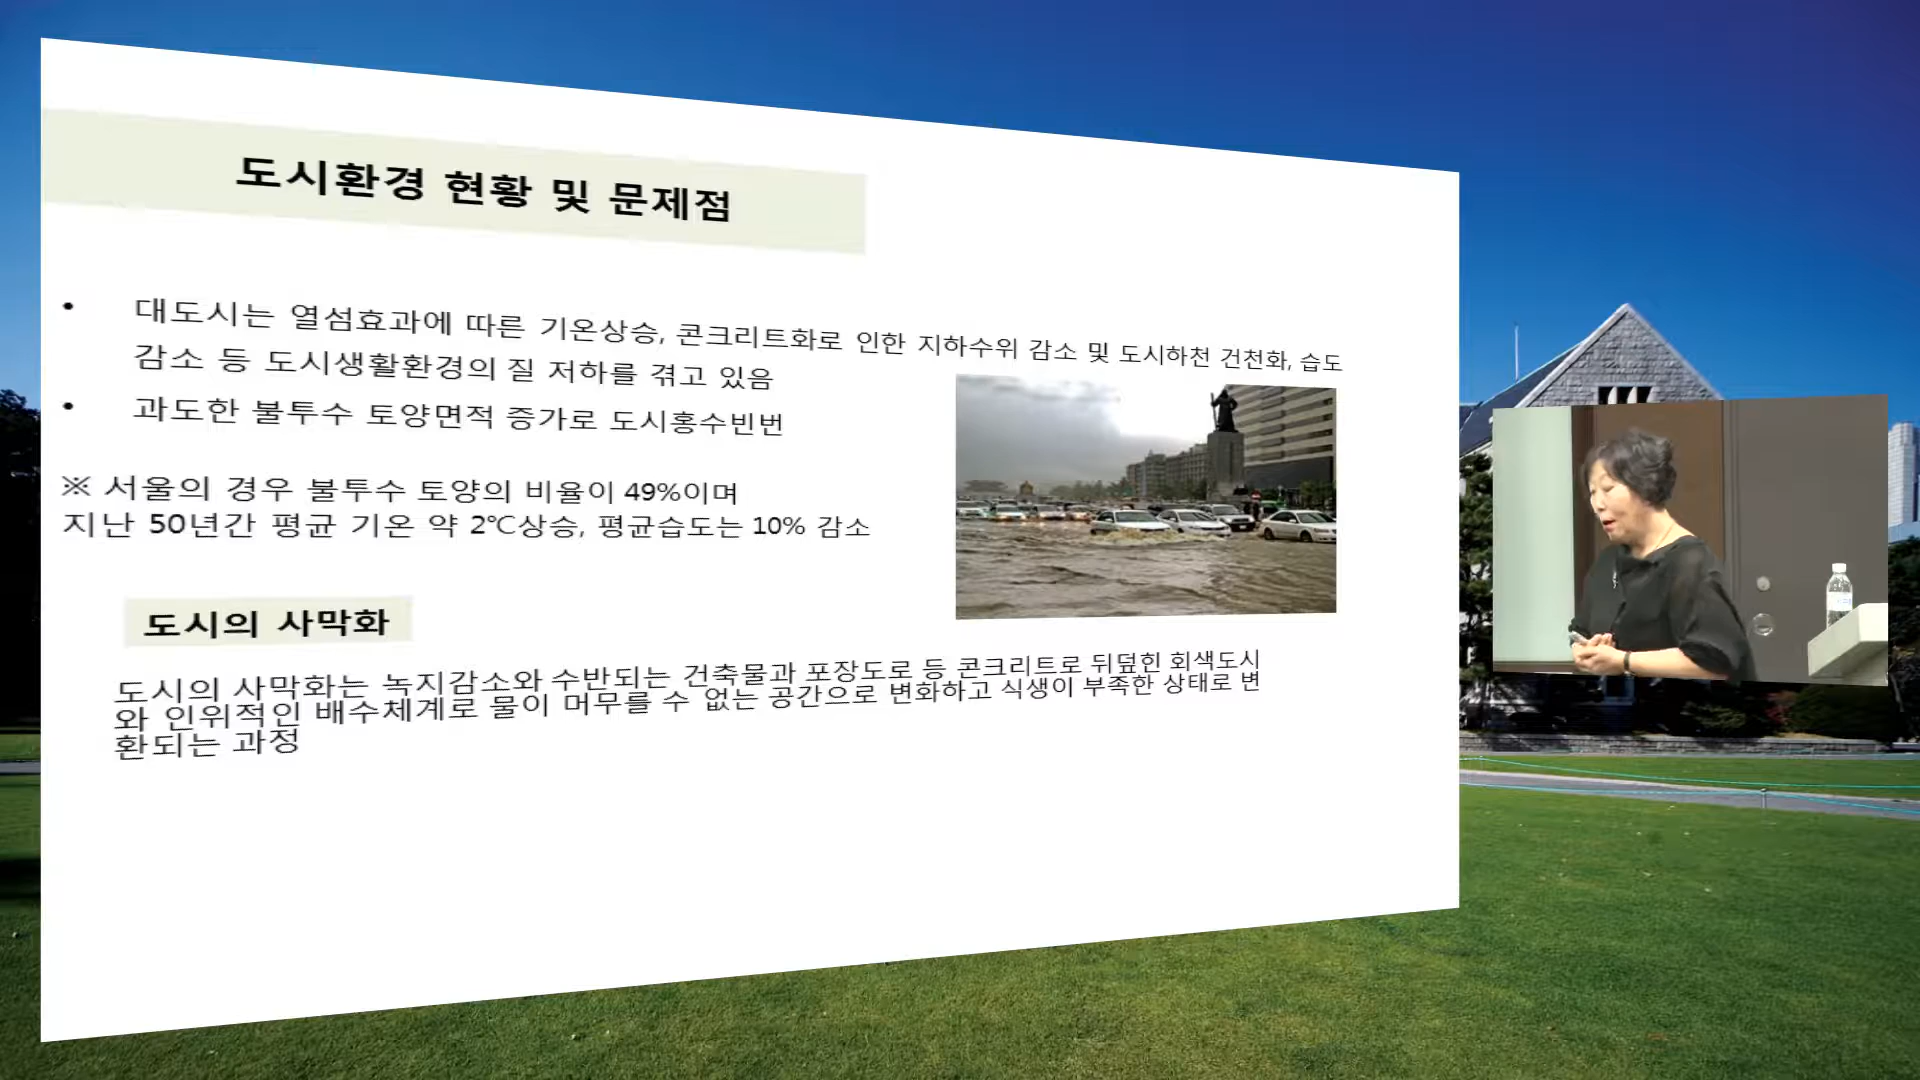 도시환경 현황 및 문제점
• 대도시는 열섬효과에 따른 기온상승, 콘크리트화로 인한 지하수위 감소 및 도시하천 건천화, 습도
감소 등 도시생활환경의 질 저하를 겪고 있음
• 과도한 불투수 토양면적 증가로 도시홍수빈번
※ 서울의 경우 불투수 토양의 비율이 49%이며
지난 50년간 평균 기온 약 2℃상승, 평균습도는 10% 감소
도시의 사막화
도시의 사막화는 녹지감소와 수반되는 건축물과 포장도로 등 콘크리트로 뒤덮힌 회색도시
와 인위적인 배수체계로 물이 머무를 수 없는 공간으로 변화하고 식생이 부족한 상태로 변
환되는 과정